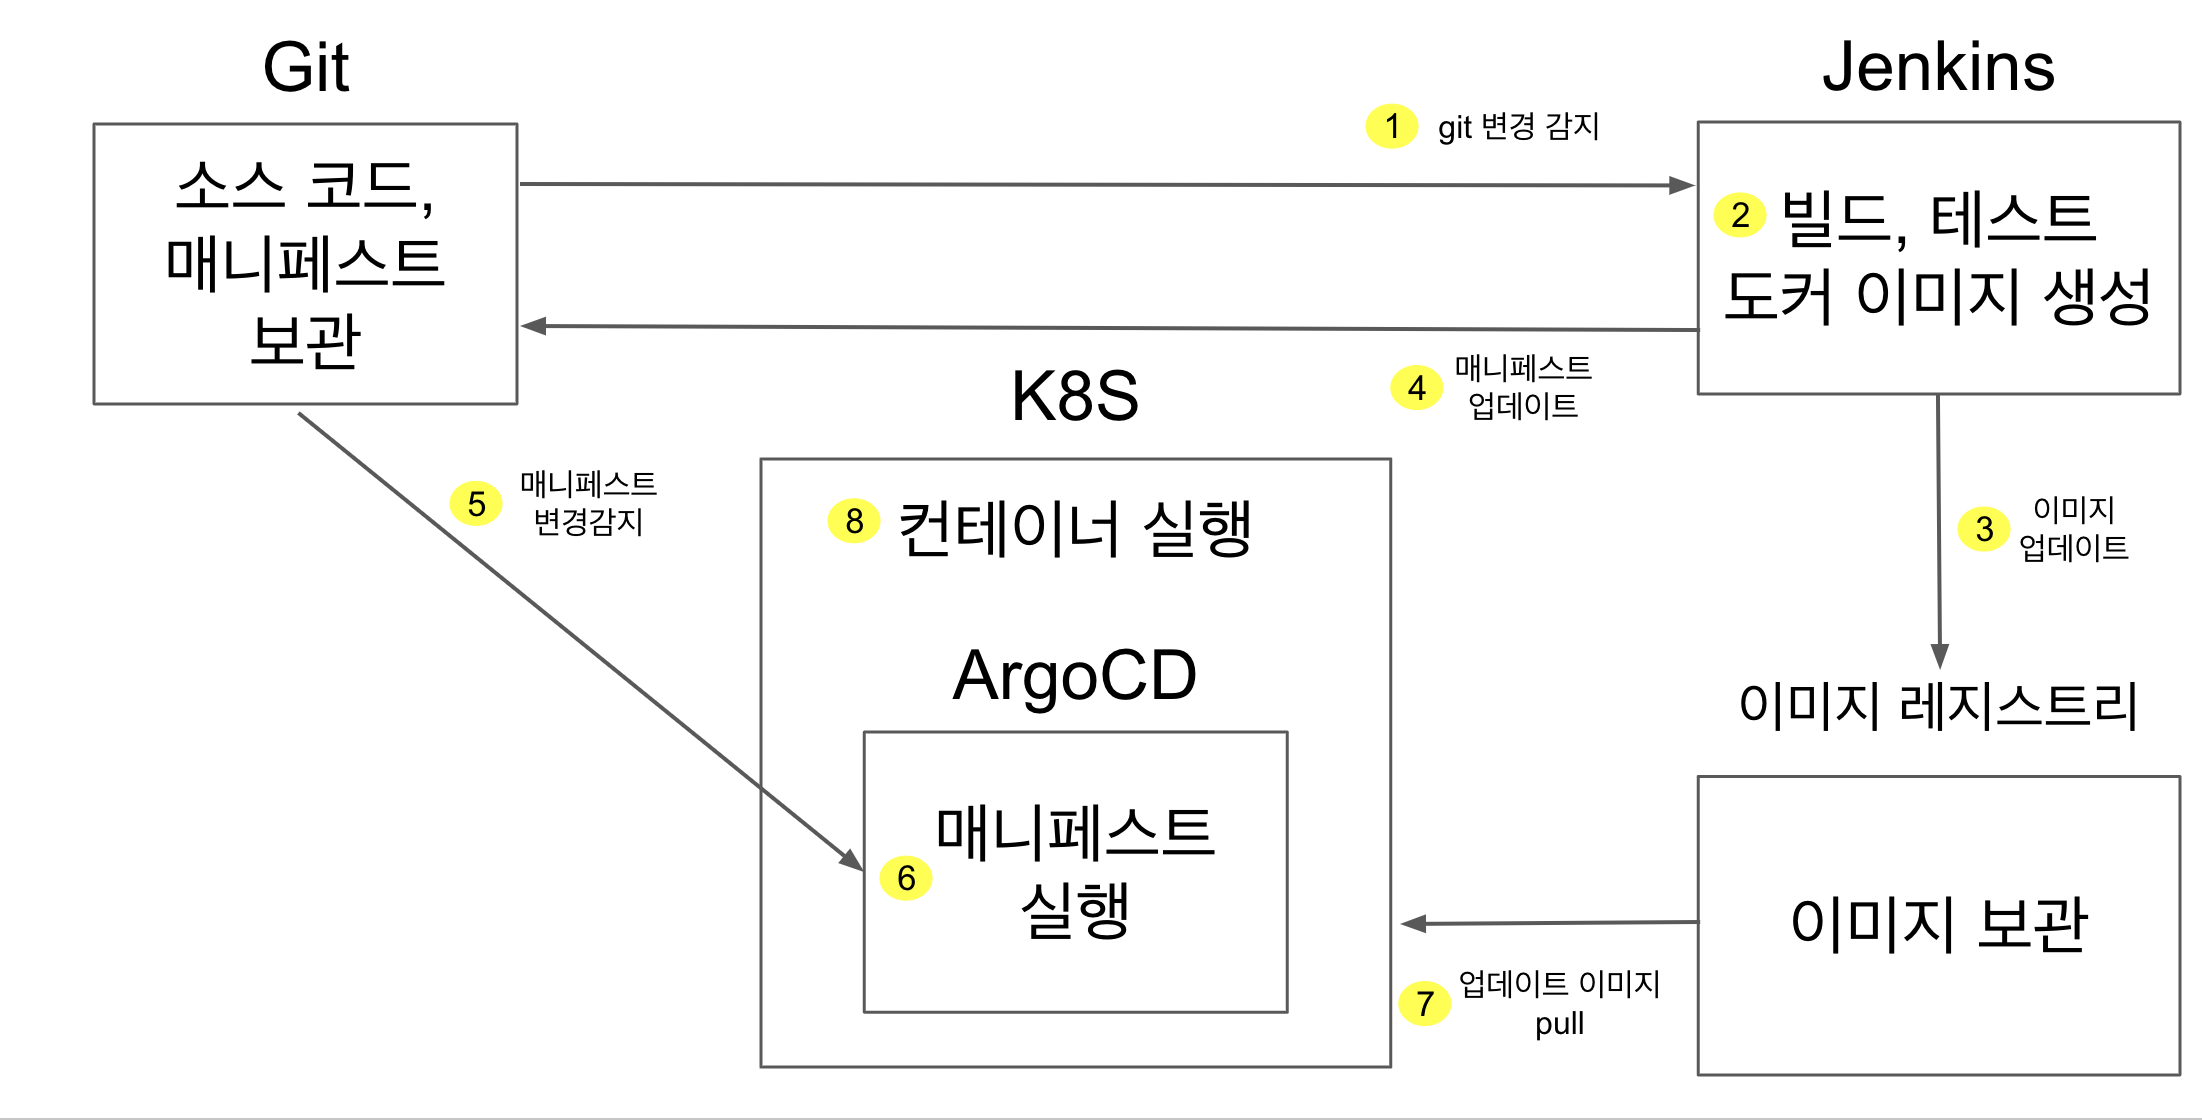 Git
소스 코드,
매니페스트
보관
1 git 변경 감지
Jenkins
2 빌드, 테스트
도커 이미지 생성
3 이미지
업데이트
4 매니페스트
업데이트
5 매니페스트
변경감지
K8S
8 컨테이너 실행
ArgoCD
6 매니페스트
실행
이미지 레지스트리
이미지 보관
7 업데이트 이미지
pull